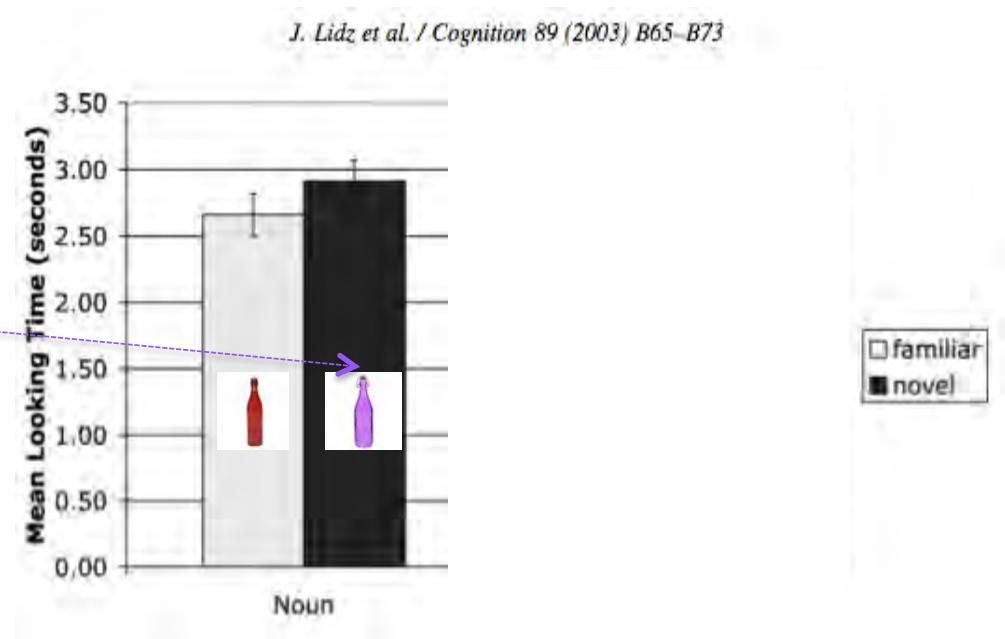 J. Lidz et al. / Cognition 89 (2003) B65–B73
Mean Looking Time (seconds)
3.50
3.00
2.50
2.00
1.50
1.00
0.50
0,00
Noun
familiar
novel